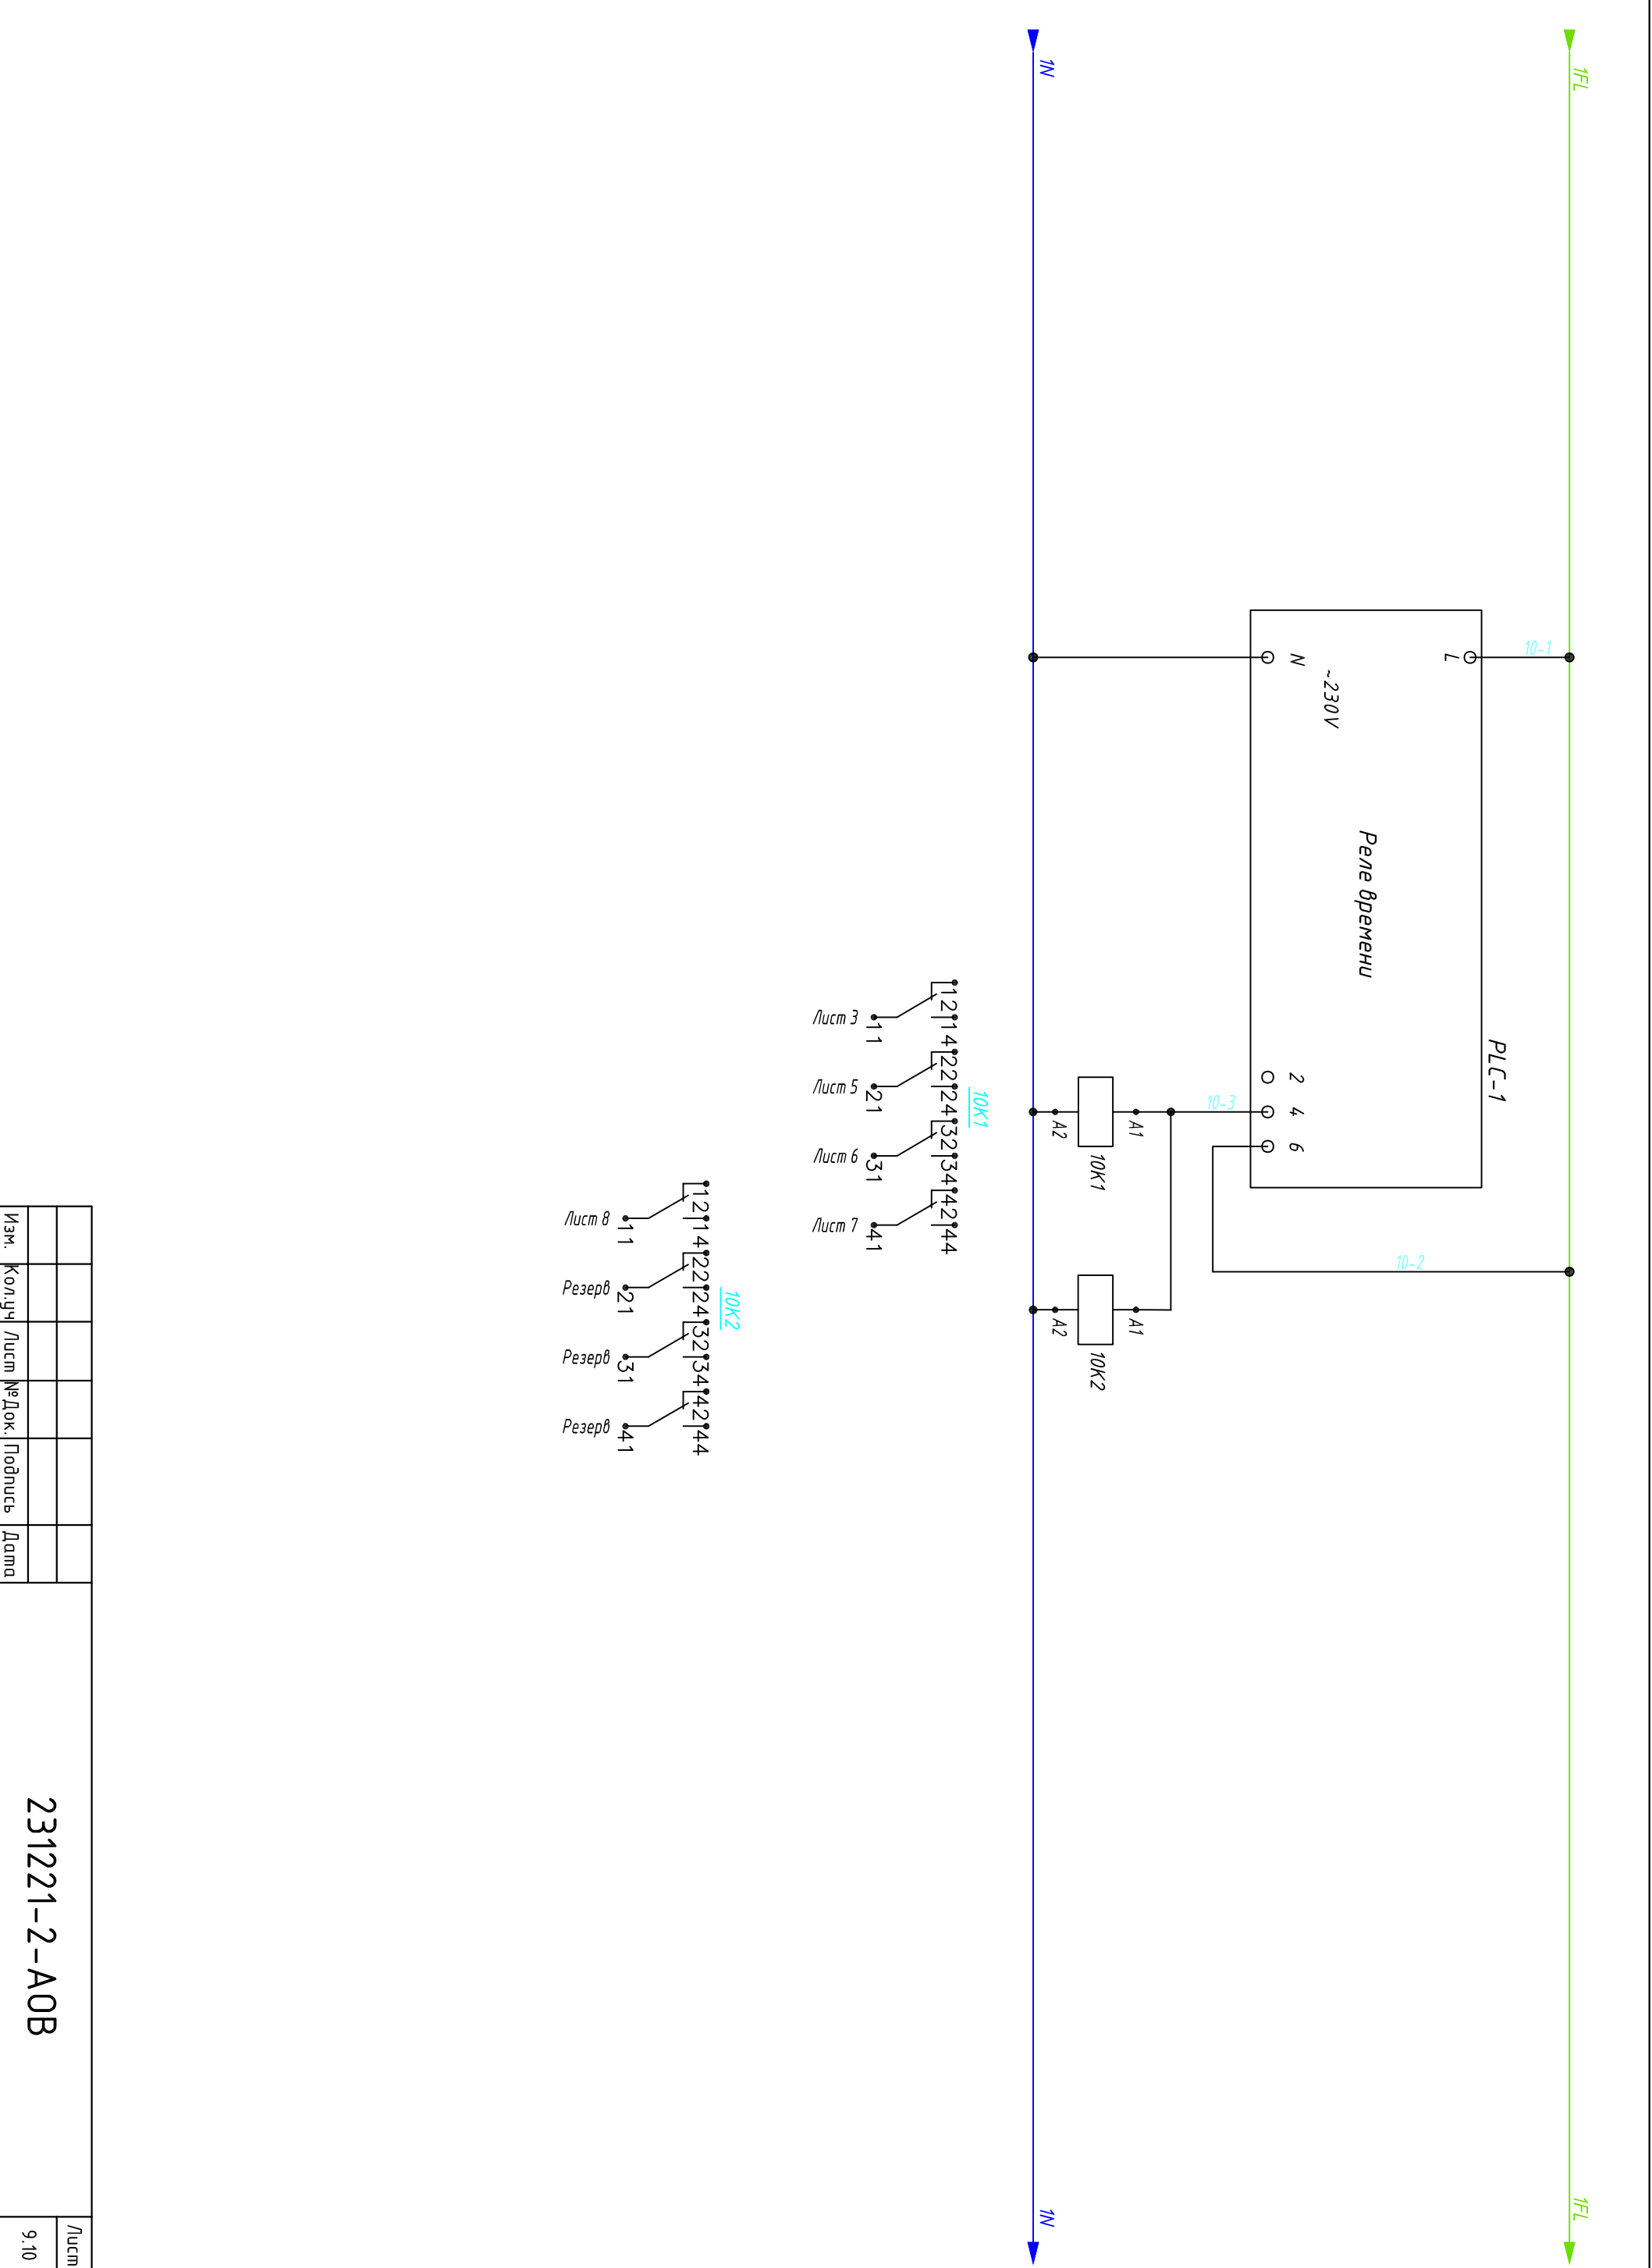 1FL
1FL
10-1
PLC-1
L
Реле времени
~230V
N
2
4
6
10-2
10-3
A1
A1
10K1
10K2
A2
A2
1N
1N
10K1
12 14 22 24 32 34 42 44
11 21 31 41
Лист 3
Лист 5
Лист 6
Лист 7
10K2
12 14 22 24 32 34 42 44
11 21 31 41
Лист 8
Резерв
Резерв
Резерв
231221-2-АОВ
Лист
9.10
Изм. Кол.уч Лист №Док. Подпись Дата